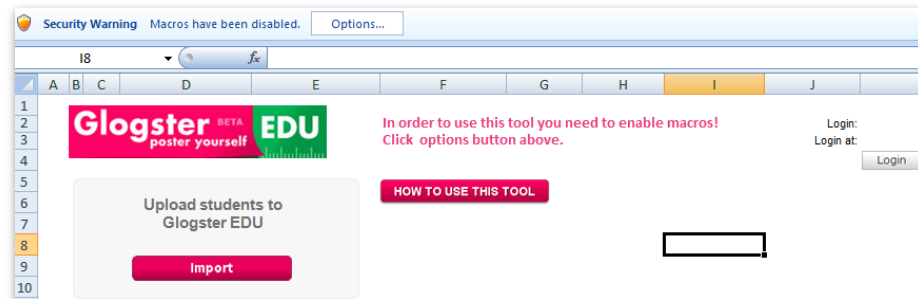 Security Warning Macros have been disabled. Options...
I8 fx
A B C D E F G H I J
1
2
3
4
5
6
7
8
9
10
Glogster BETA EDU
poster yourself
In order to use this tool you need to enable macros!
Click options button above.
Login:
Login at:
Login
HOW TO USE THIS TOOL
Upload students to
Glogster EDU
Import